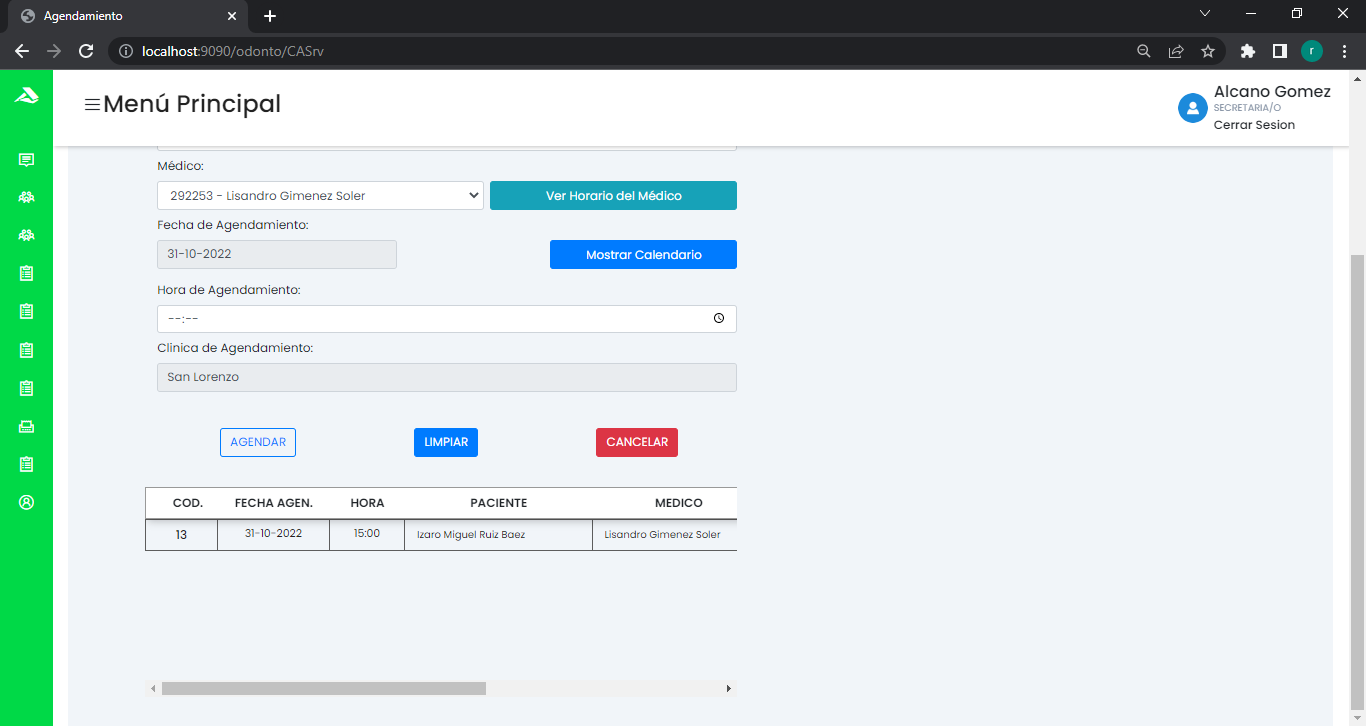 Agendamiento
localhost:9090/odonto/CASrv
r
Menú Principal
Alcano Gomez
SECRETARIA/O
Cerrar Sesion
Médico:
292253 - Lisandro Gimenez Soler
Ver Horario del Médico
Fecha de Agendamiento:
31-10-2022
Mostrar Calendario
Hora de Agendamiento:
--:--
Clinica de Agendamiento:
San Lorenzo
AGENDAR LIMPIAR CANCELAR
COD. FECHA AGEN. HORA PACIENTE MEDICO
13 31-10-2022 15:00 Izaro Miguel Ruiz Baez Lisandro Gimenez Soler